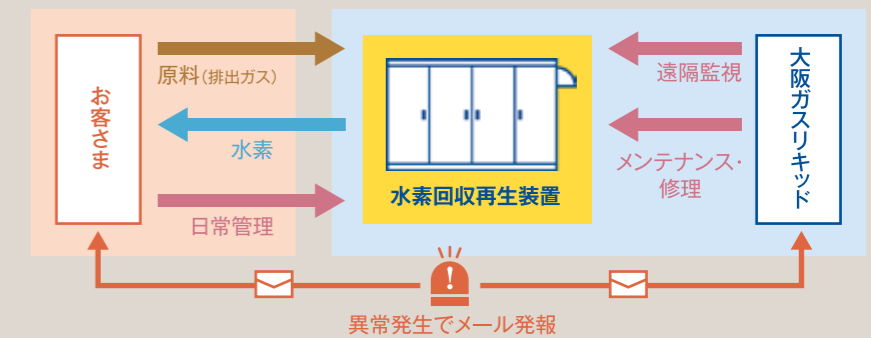 お客さま
原料(排出ガス)
水素
日常管理
水素回収再生装置
遠隔監視
メンテナンス・
修理
大阪ガスリキッド
異常発生でメール発報